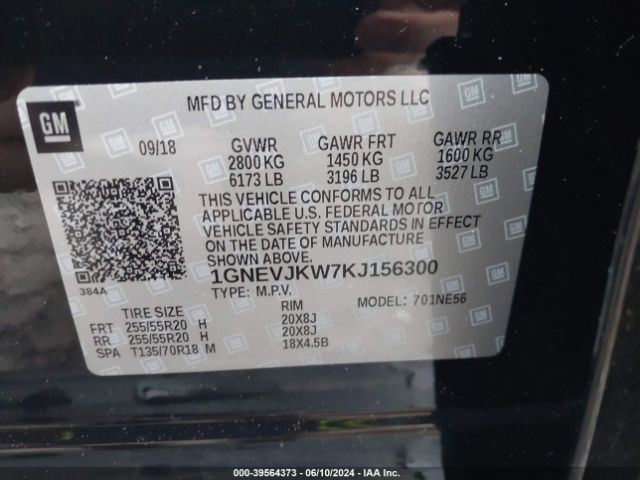 GM
MFD BY GENERAL MOTORS LLC
09/18 GVWR GAWR FRT GAWR RR
2800 KG 1450 KG 1600 KG
6173 LB 3196 LB 3527 LB
THIS VEHICLE CONFORMS TO ALL
APPLICABLE U.S. FEDERAL MOTOR
VEHICLE SAFETY STANDARDS IN EFFECT
ON THE DATE OF MANUFACTURE
SHOWN ABOVE.
384A
1GNEVJKW7KJ156300
TYPE: M.P.V. MODEL: 701NE56
TIRE SIZE RIM
FRT 255/55R20 H 20X8J
RR 255/55R20 H 20X8J
SPA T135/70R18 M 18X4.5B
000-39564373 - 06/10/2024 - IAA Inc.